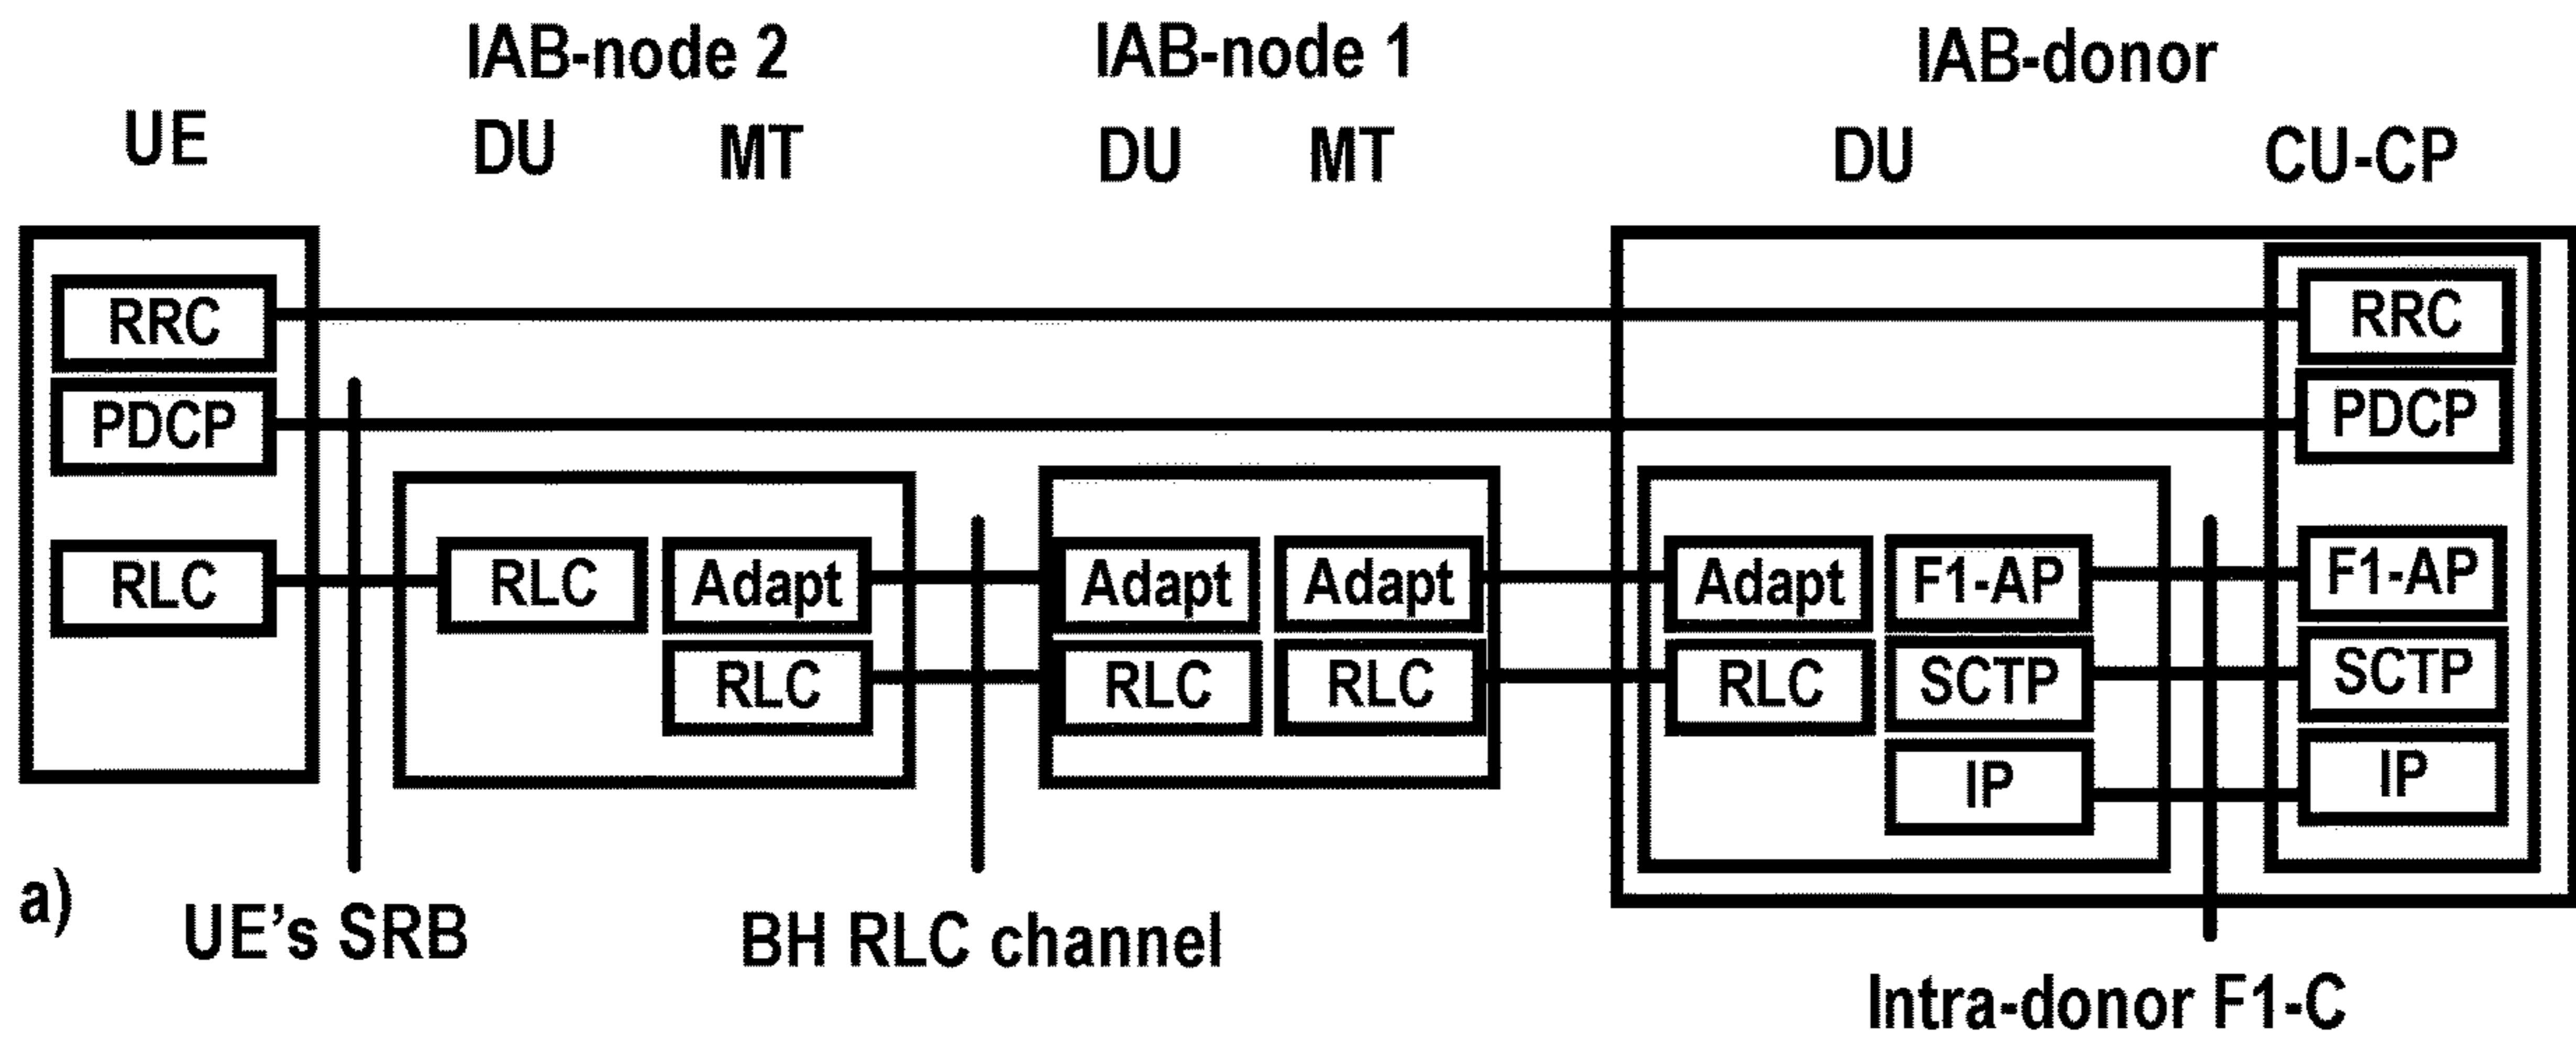 IAB-node 2 IAB-node 1 IAB-donor
UE DU MT DU MT DU CU-CP
RRC RRC
PDCP PDCP
RLC RLC Adapt Adapt Adapt Adapt F1-AP F1-AP
RLC RLC RLC RLC SCTP SCTP
IP IP
a)
UE's SRB BH RLC channel
Intra-donor F1-C